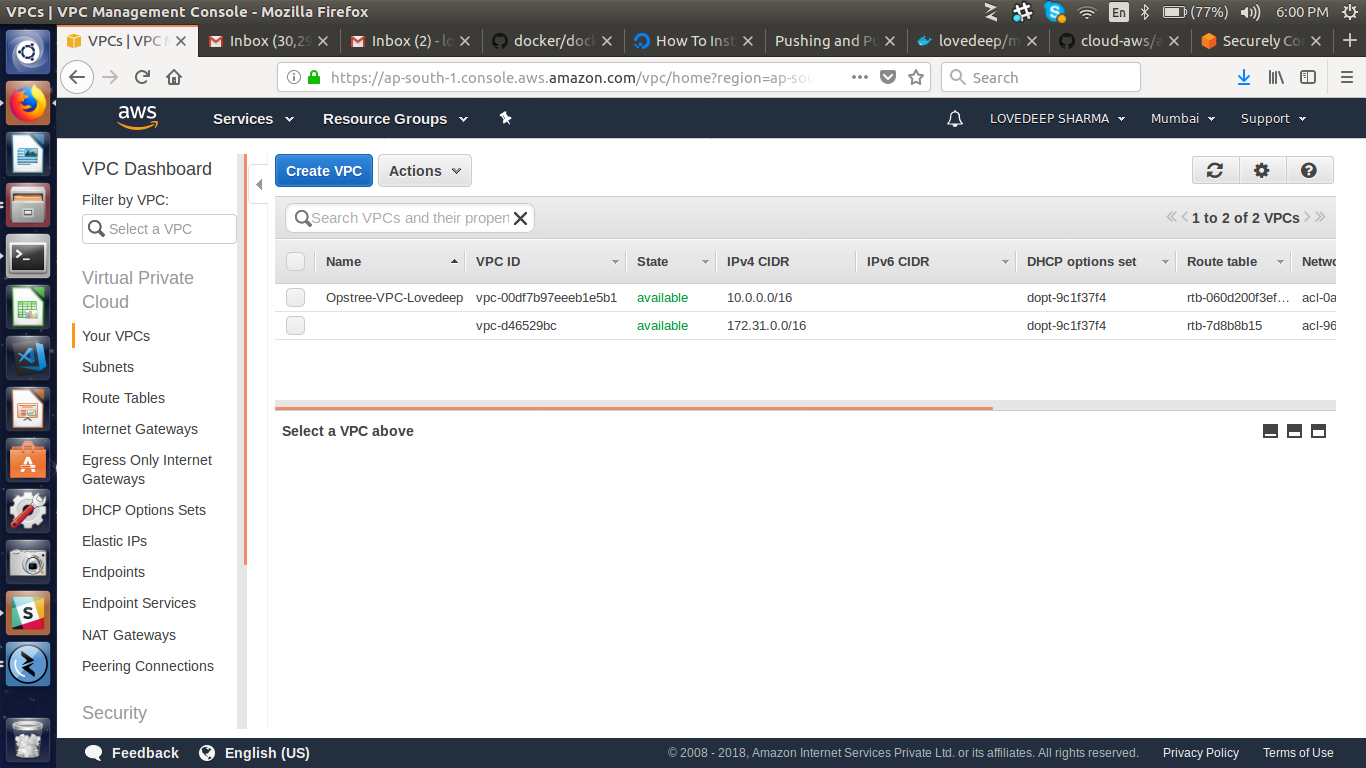 VPCs | VPC Management Console - Mozilla Firefox
En
(77%)
6:00 PM
VPCs | VPC M
Inbox (30,29
Inbox (2) - lo
docker/dock
How To Inst
Pushing and Pu
lovedeep/m
cloud-aws/a
Securely Co
https://ap-south-1.console.aws.amazon.com/vpc/home?region=ap-sou
Search
aws
Services
Resource Groups
LOVEDEEP SHARMA
Mumbai
Support
VPC Dashboard
Filter by VPC:
Select a VPC
Virtual Private
Cloud
Your VPCs
Subnets
Route Tables
Internet Gateways
Egress Only Internet
Gateways
DHCP Options Sets
Elastic IPs
Endpoints
Endpoint Services
NAT Gateways
Peering Connections
Security
Create VPC
Actions
Search VPCs and their propert
1 to 2 of 2 VPCs
Name VPC ID State IPv4 CIDR IPv6 CIDR DHCP options set Route table Netwo
Opstree-VPC-Lovedeep vpc-00df7b97eeeb1e5b1 available 10.0.0.0/16 dopt-9c1f37f4 rtb-060d200f3ef... acl-0a
vpc-d46529bc available 172.31.0.0/16 dopt-9c1f37f4 rtb-7d8b8b15 acl-96
Select a VPC above
Feedback
English (US)
© 2008 - 2018, Amazon Internet Services Private Ltd. or its affiliates. All rights reserved.
Privacy Policy
Terms of Use